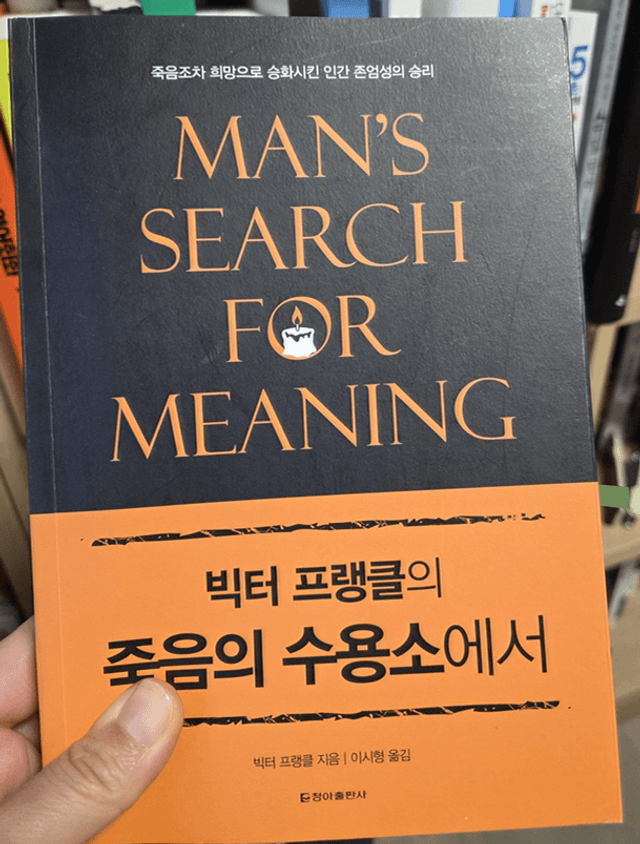 죽음조차 희망으로 승화시킨 인간 존엄성의 승리
MAN'S
SEARCH
FOR
MEANING
빅터 프랭클의
죽음의 수용소에서
빅터 프랭클 지음 | 이시형 옮김
청아출판사
5